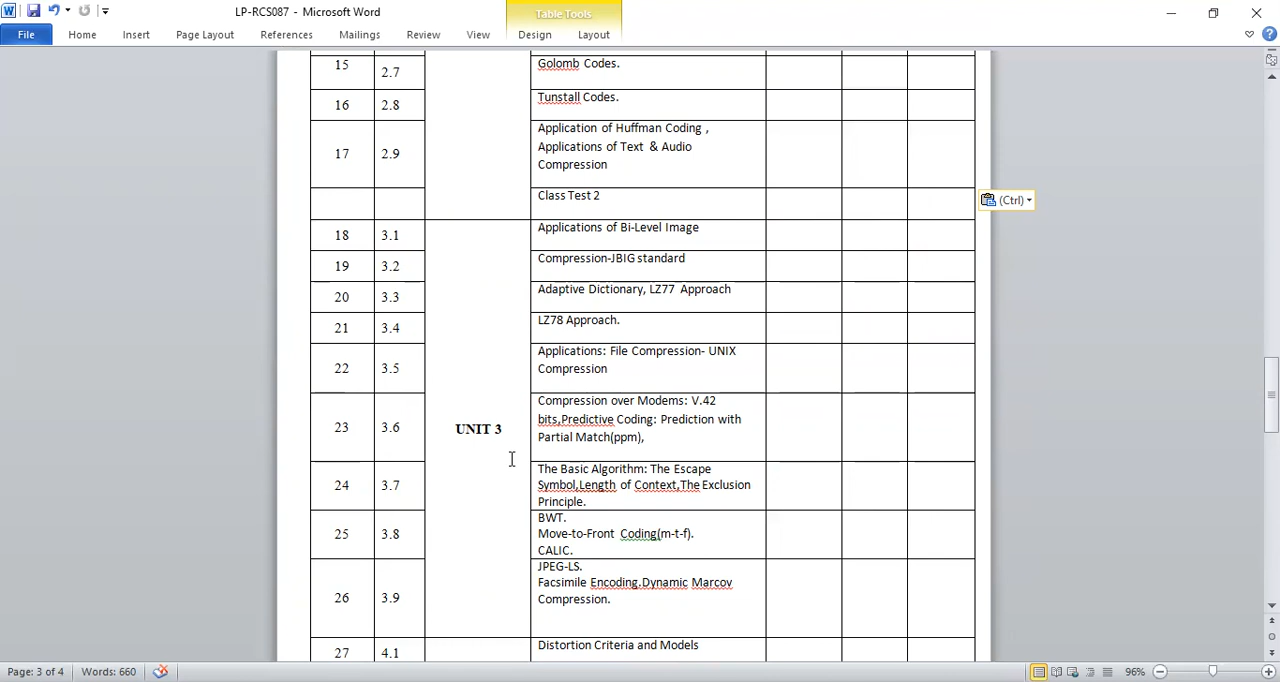 LP-RCS087 - Microsoft Word
Table Tools
File
Home
Insert
Page Layout
References
Mailings
Review
View
Design
Layout
15
2.7
Golomb Codes.
16
2.8
Tunstall Codes.
17
2.9
Application of Huffman Coding ,
Applications of Text & Audio
Compression
Class Test 2
(Ctrl)
UNIT 3
18
3.1
Applications of Bi-Level Image
19
3.2
Compression-JBIG standard
20
3.3
Adaptive Dictionary, LZ77 Approach
21
3.4
LZ78 Approach.
22
3.5
Applications: File Compression- UNIX
Compression
23
3.6
Compression over Modems: V.42
bits,Predictive Coding: Prediction with
Partial Match(ppm),
24
3.7
The Basic Algorithm: The Escape
Symbol,Length of Context,The Exclusion
Principle.
25
3.8
BWT.
Move-to-Front Coding(m-t-f).
CALIC.
26
3.9
JPEG-LS.
Facsimile Encoding.Dynamic Marcov
Compression.
27
4.1
Distortion Criteria and Models
Page: 3 of 4
Words: 660
96%